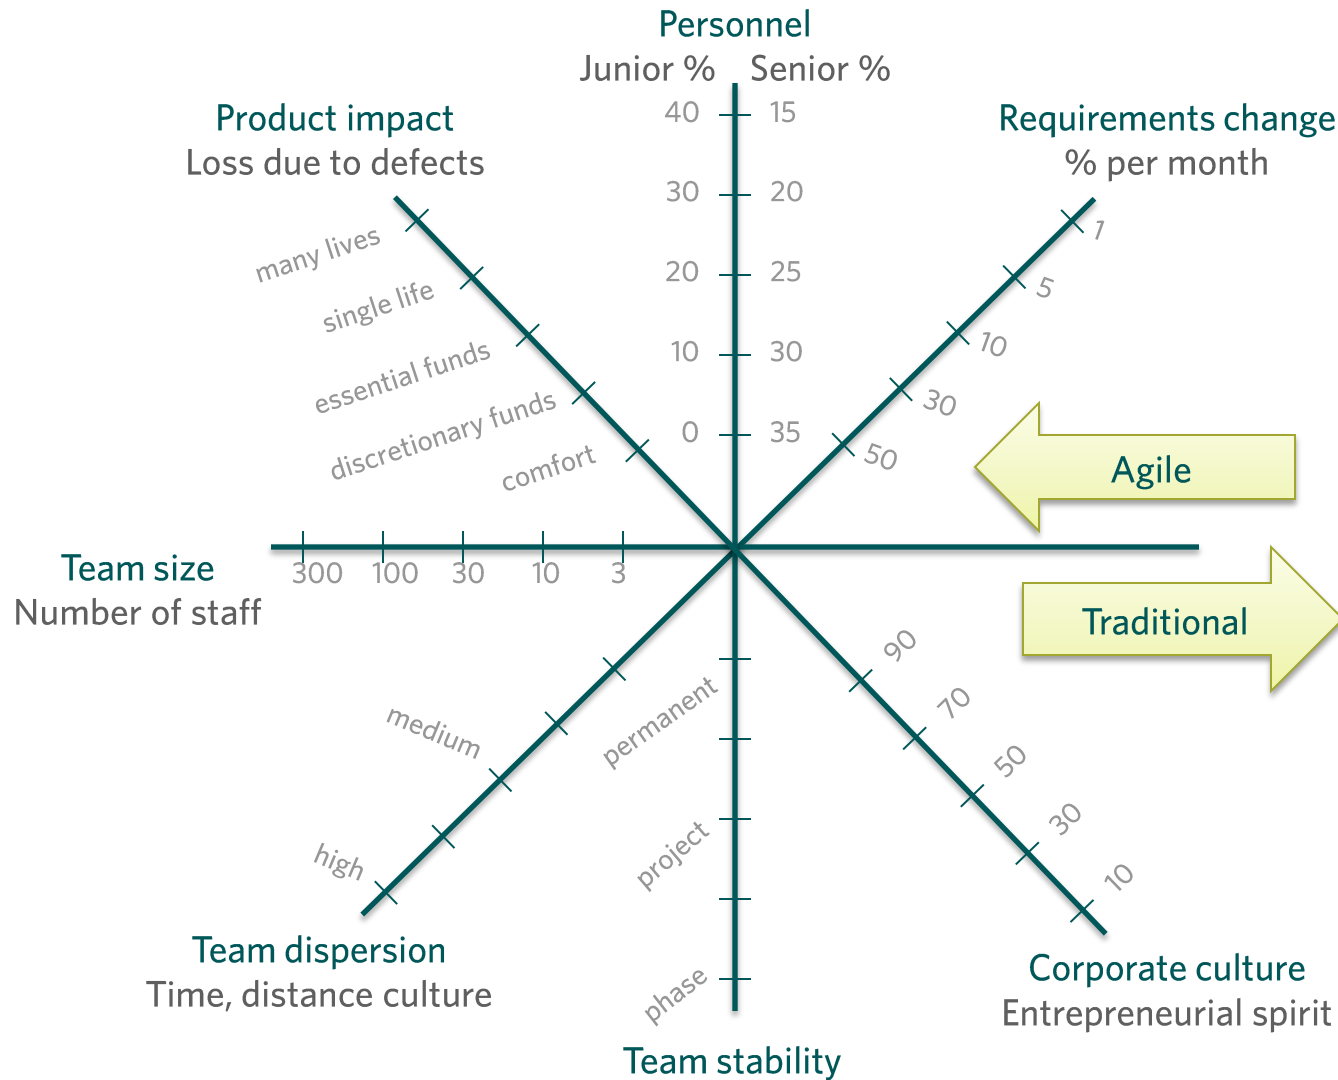 Personnel
Junior % Senior %
40 15
30 20
20 25
10 30
0 35
Product impact
Loss due to defects
many lives
single life
essential funds
discretionary funds
comfort
Requirements change
% per month
1
5
10
30
50
Agile
Traditional
Team size
Number of staff
300 100 30 10 3
medium
high
Team dispersion
Time, distance culture
permanent
project
phase
Team stability
90
70
50
30
10
Corporate culture
Entrepreneurial spirit